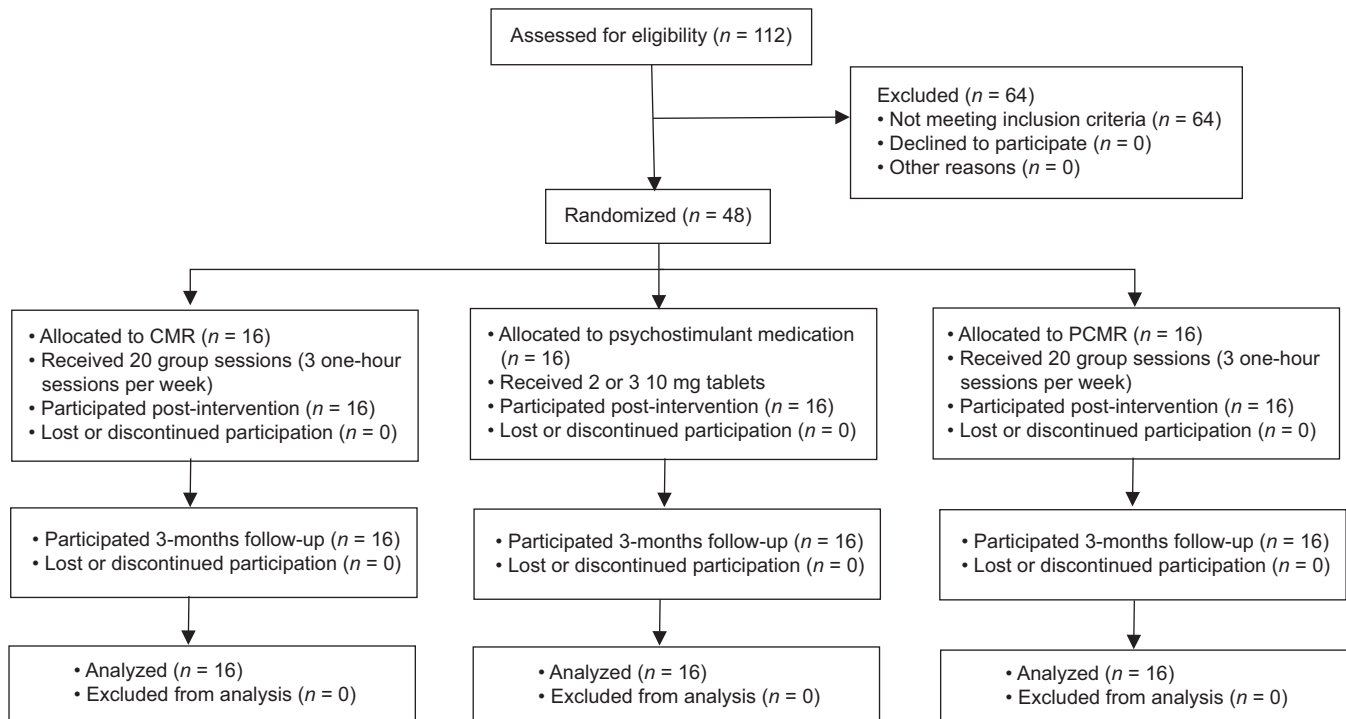 Assessed for eligibility (n = 112)
Excluded (n = 64)
• Not meeting inclusion criteria (n = 64)
• Declined to participate (n = 0)
• Other reasons (n = 0)
Randomized (n = 48)
• Allocated to CMR (n = 16)
• Received 20 group sessions (3 one-hour
sessions per week)
• Participated post-intervention (n = 16)
• Lost or discontinued participation (n = 0)
• Allocated to psychostimulant medication
(n = 16)
• Received 2 or 3 10 mg tablets
• Participated post-intervention (n = 16)
• Lost or discontinued participation (n = 0)
• Allocated to PCMR (n = 16)
• Received 20 group sessions (3 one-hour
sessions per week)
• Participated post-intervention (n = 16)
• Lost or discontinued participation (n = 0)
• Participated 3-months follow-up (n = 16)
• Lost or discontinued participation (n = 0)
• Participated 3-months follow-up (n = 16)
• Lost or discontinued participation (n = 0)
• Participated 3-months follow-up (n = 16)
• Lost or discontinued participation (n = 0)
• Analyzed (n = 16)
• Excluded from analysis (n = 0)
• Analyzed (n = 16)
• Excluded from analysis (n = 0)
• Analyzed (n = 16)
• Excluded from analysis (n = 0)